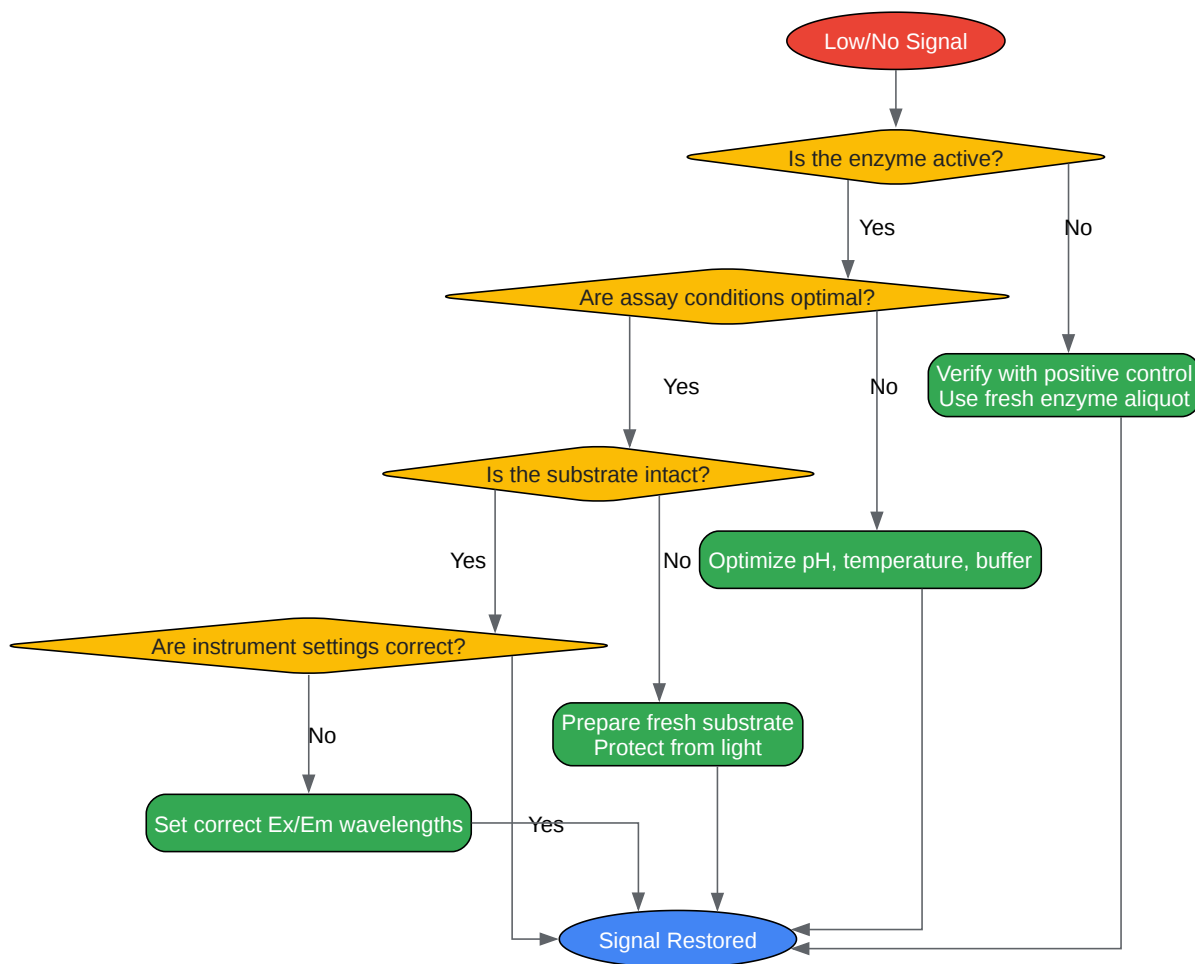 Low/No Signal
Is the enzyme active?
Yes
No
Are assay conditions optimal?
Verify with positive control
Use fresh enzyme aliquot
Yes
No
Is the substrate intact?
Yes
No
Optimize pH, temperature, buffer
Are instrument settings correct?
Prepare fresh substrate
Protect from light
No
Set correct Ex/Em wavelengths
Yes
Signal Restored